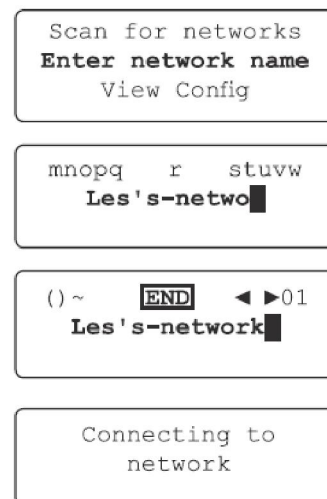 Scan for networks
Enter network name
View Config
mnopq r stuvw
Les's-netwo
()~ END ◄ ►01
Les's-network
Connecting to
network